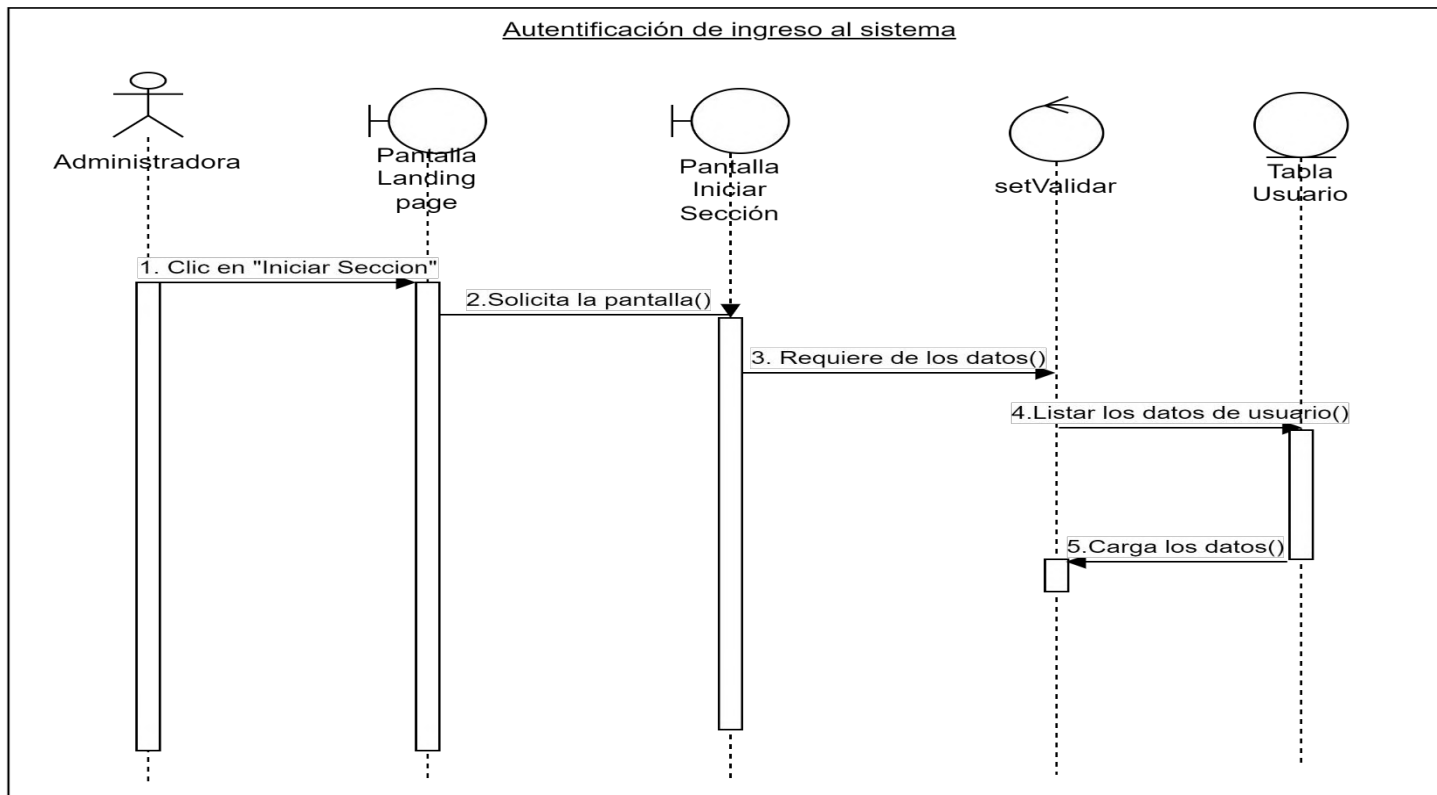 Autentificación de ingreso al sistema
Administradora
Pantalla
Landing
page
Pantalla
Iniciar
Sección
setValidar
Tabla
Usuario
1. Clic en "Iniciar Seccion"
2.Solicita la pantalla()
3. Requiere de los datos()
4.Listar los datos de usuario()
5.Carga los datos()